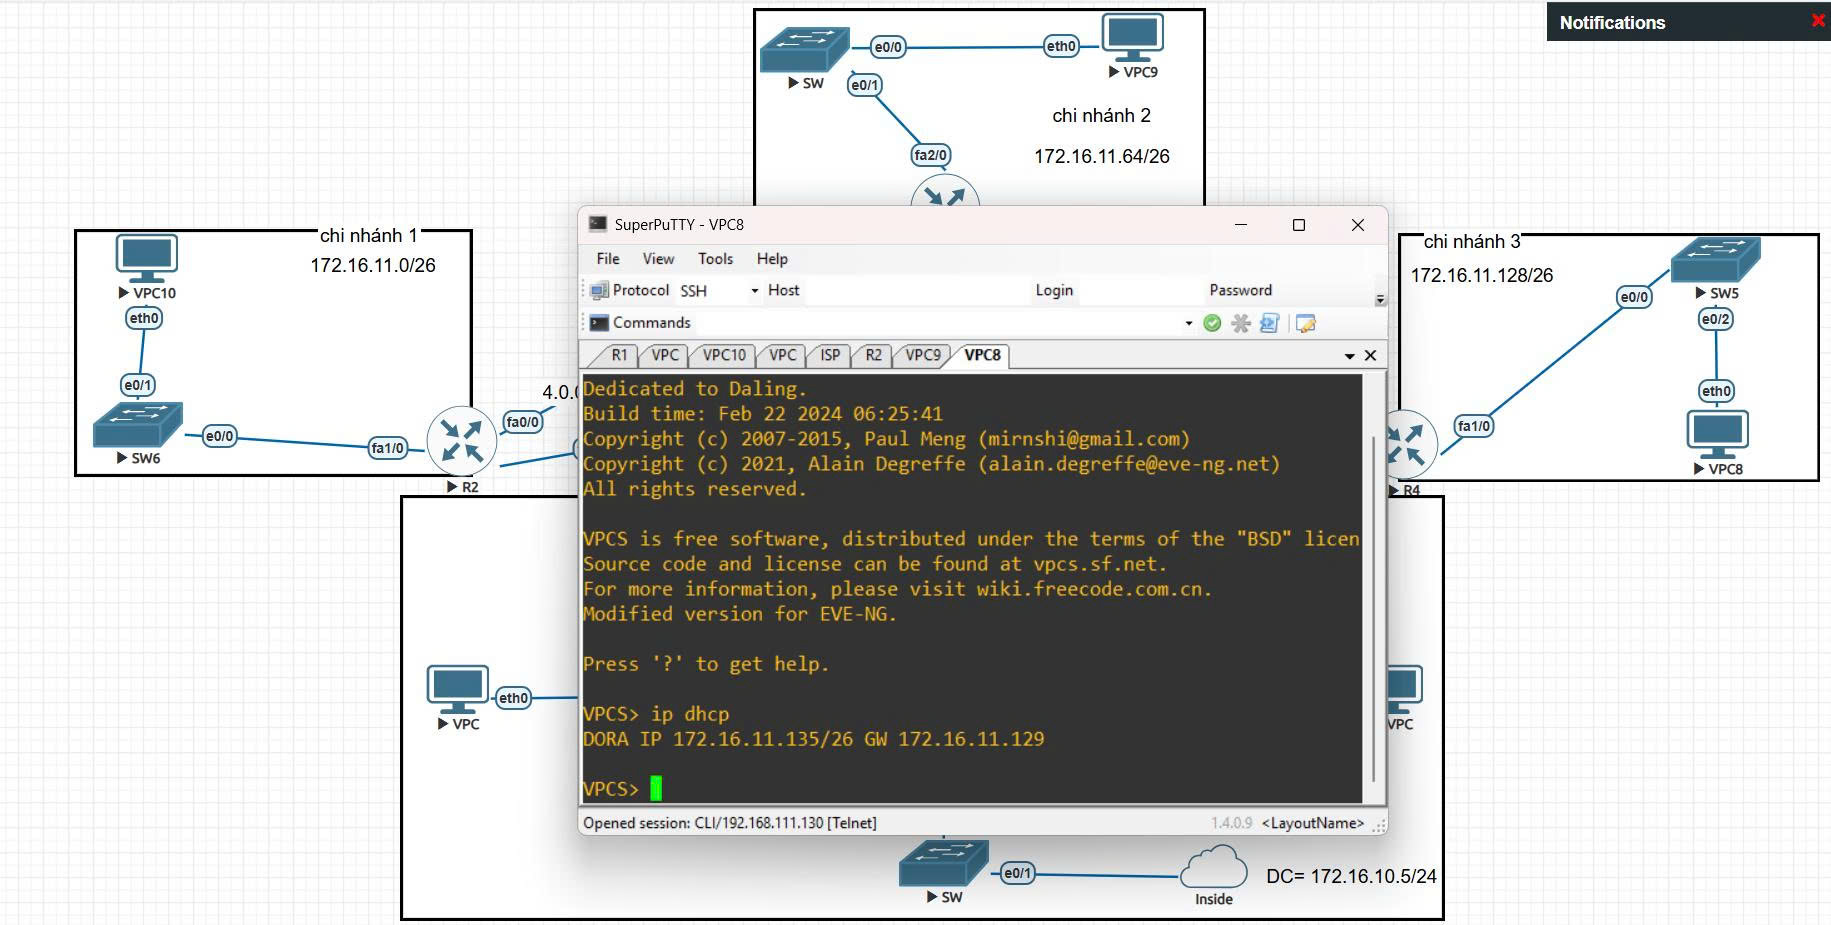 Notifications
e0/0
eth0
SW
VPC9
e0/1
chi nhánh 2
fa2/0
172.16.11.64/26
chi nhánh 1
172.16.11.0/26
VPC10
eth0
e0/1
SW6
e0/0
fa1/0
fa0/0
4.0.
R2
SuperPuTTY - VPC8
File View Tools Help
Protocol SSH Host Login Password
Commands
R1 VPC VPC10 VPC ISP R2 VPC9 VPC8
Dedicated to Daling.
Build time: Feb 22 2024 06:25:41
Copyright (c) 2007-2015, Paul Meng (mirnshi@gmail.com)
Copyright (c) 2021, Alain Degreffe (alain.degreffe@eve-ng.net)
All rights reserved.
VPCS is free software, distributed under the terms of the "BSD" licen
Source code and license can be found at vpcs.sf.net.
For more information, please visit wiki.freecode.com.cn.
Modified version for EVE-NG.
Press '?' to get help.
VPCS> ip dhcp
DORA IP 172.16.11.135/26 GW 172.16.11.129
VPCS>
Opened session: CLI/192.168.111.130 [Telnet] 1.4.0.9 <LayoutName>
chi nhánh 3
172.16.11.128/26
SW5
e0/0
e0/2
eth0
fa1/0
VPC8
R4
eth0
VPC
VPC
SW
e0/1
Inside
DC= 172.16.10.5/24